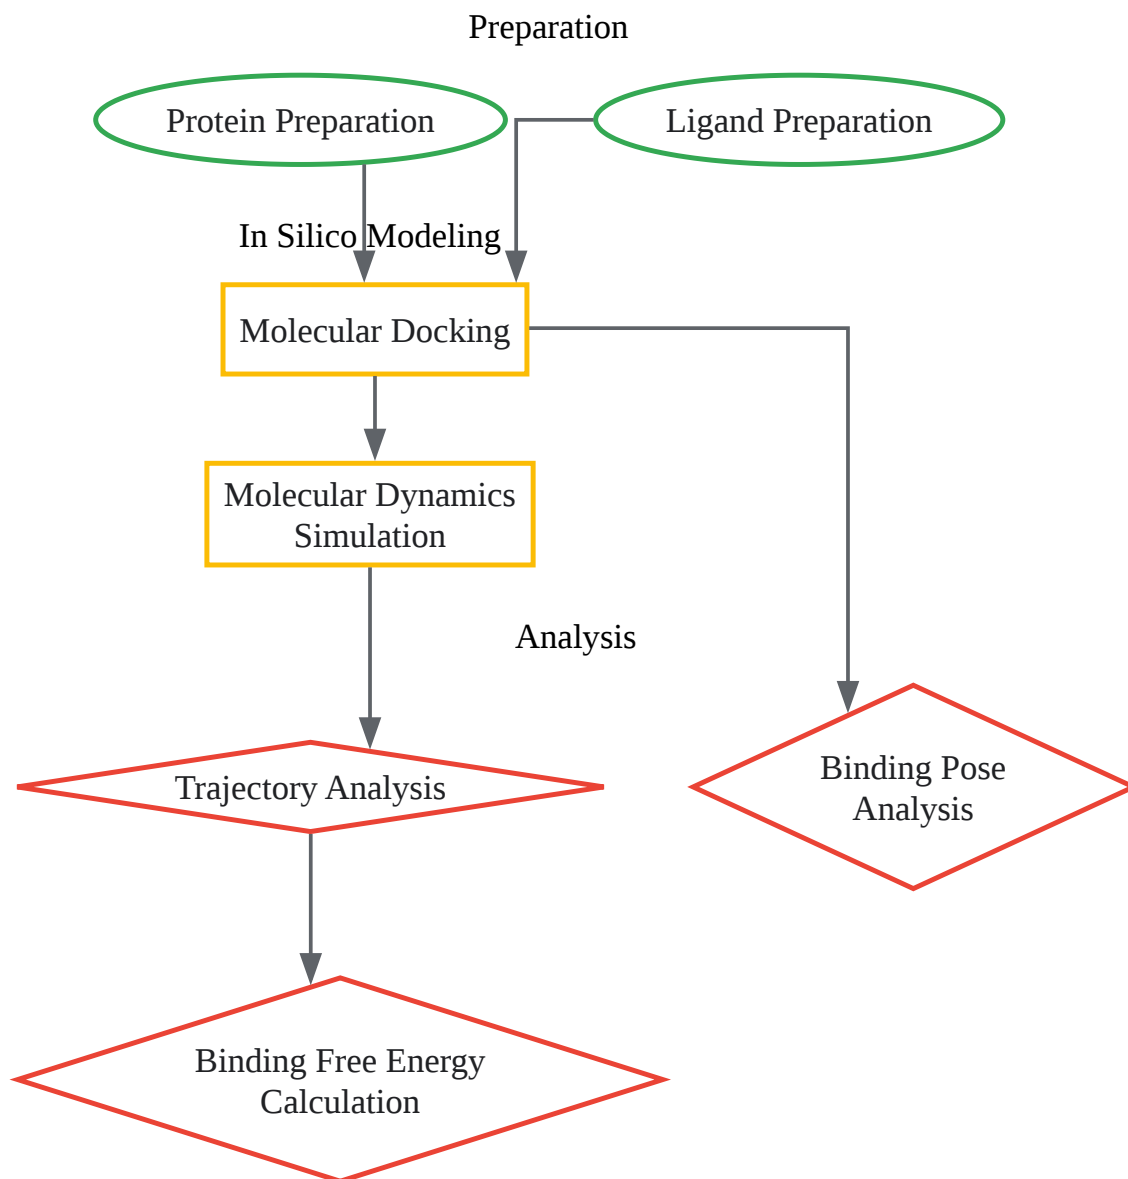 Preparation
Protein Preparation
Ligand Preparation
In Silico Modeling
Molecular Docking
Molecular Dynamics
Simulation
Analysis
Trajectory Analysis
Binding Pose
Analysis
Binding Free Energy
Calculation